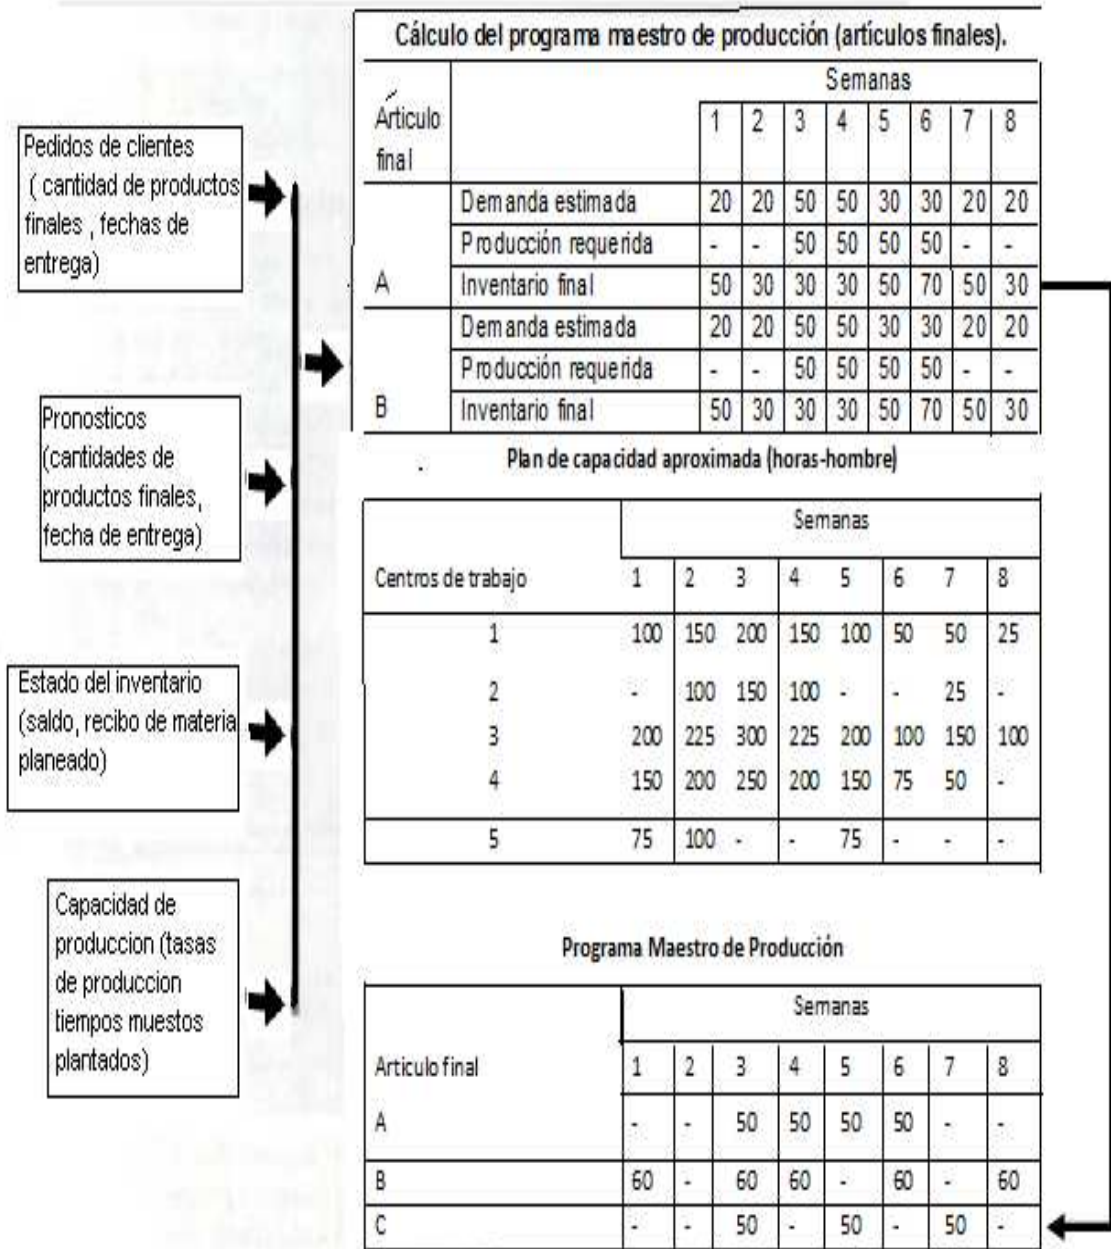 Pedidos de clientes
( cantidad de productos
finales , fechas de
entrega)
Pronosticos
(cantidades de
productos finales,
fecha de entrega)
Estado del inventario
(saldo, recibo de materia
planeado)
Capacidad de
produccion (tasas
de produccion
tiempos muestos
plantados)
Cálculo del programa maestro de producción (artículos finales).
Semanas
Artículo
final
1 2 3 4 5 6 7 8
Demanda estimada 20 20 50 50 30 30 20 20
Producción requerida - - 50 50 50 50 - -
A Inventario final 50 30 30 30 50 70 50 30
Demanda estimada 20 20 50 50 30 30 20 20
Producción requerida - - 50 50 50 50 - -
B Inventario final 50 30 30 30 50 70 50 30
Plan de capacidad aproximada (horas-hombre)
Semanas
Centros de trabajo 1 2 3 4 5 6 7 8
1 100 150 200 150 100 50 50 25
2 - 100 150 100 - - 25 -
3 200 225 300 225 200 100 150 100
4 150 200 250 200 150 75 50 -
5 75 100 - - 75 - - -
Programa Maestro de Producción
Semanas
Articulo final 1 2 3 4 5 6 7 8
A - - 50 50 50 50 - -
B 60 - 60 60 - 60 - 60
C - - 50 - 50 - 50 -